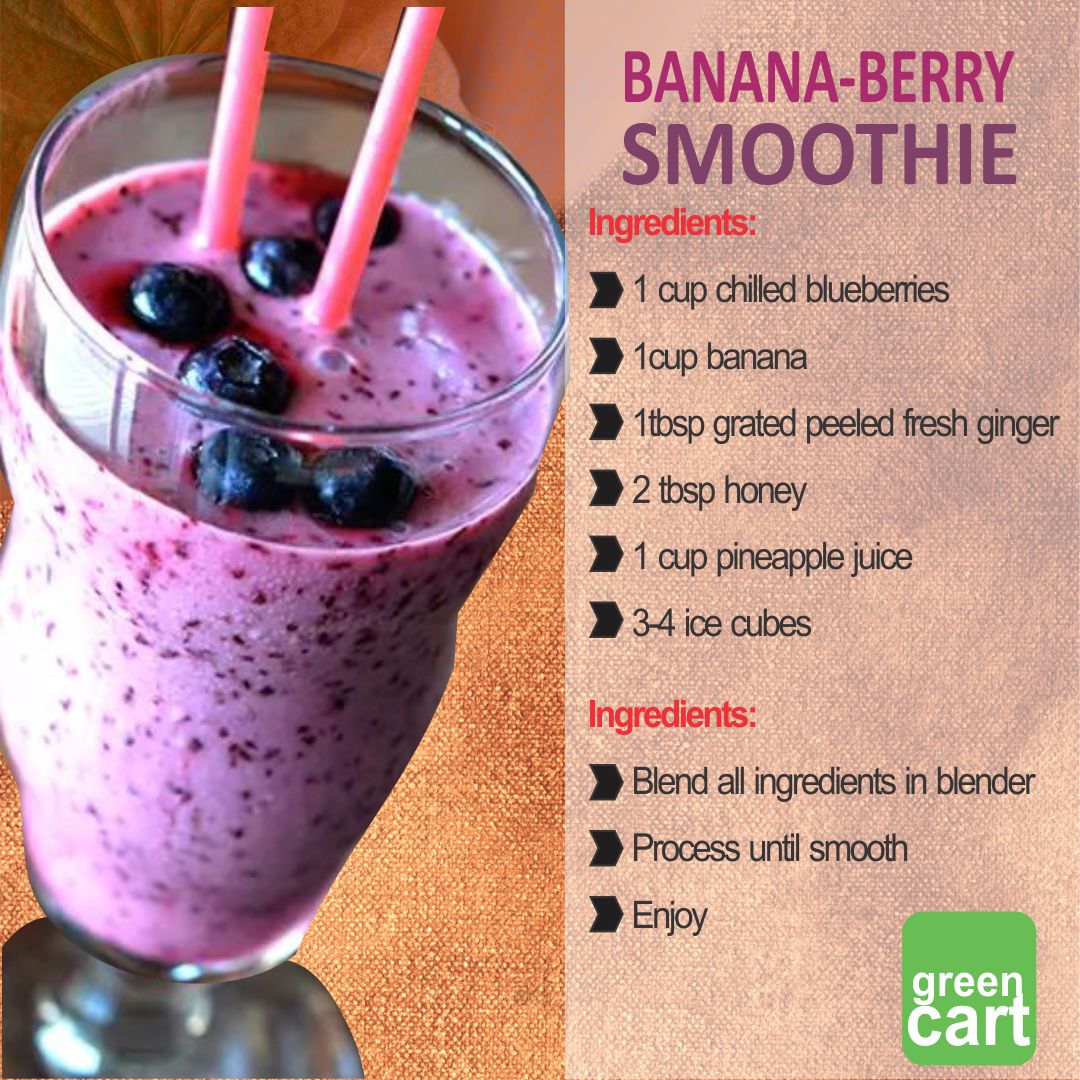 BANANA-BERRY
SMOOTHIE
Ingredients:
1 cup chilled blueberries
1cup banana
1tbsp grated peeled fresh ginger
2 tbsp honey
1 cup pineapple juice
3-4 ice cubes
Ingredients:
Blend all ingredients in blender
Process until smooth
Enjoy
green
cart